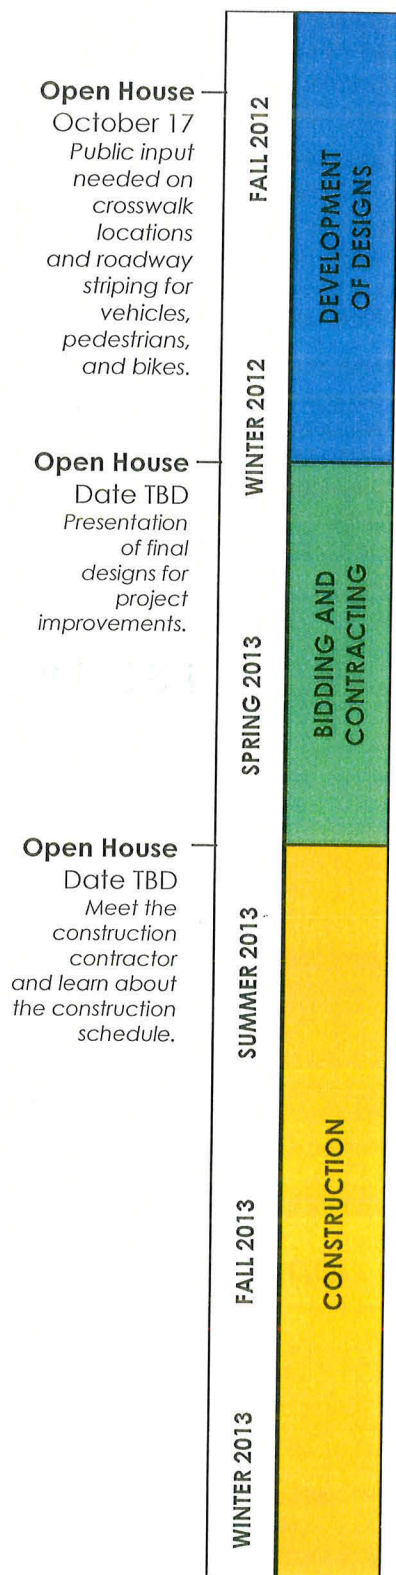 Open House
October 17
Public input
needed on
crosswalk
locations
and roadway
striping for
vehicles,
pedestrians,
and bikes.
Open House
Date TBD
Presentation
of final
designs for
project
improvements.
Open House
Date TBD
Meet the
construction
contractor
and learn about
the construction
schedule.
FALL 2012
WINTER 2012
SPRING 2013
SUMMER 2013
FALL 2013
WINTER 2013
DEVELOPMENT
OF DESIGNS
BIDDING AND
CONTRACTING
CONSTRUCTION